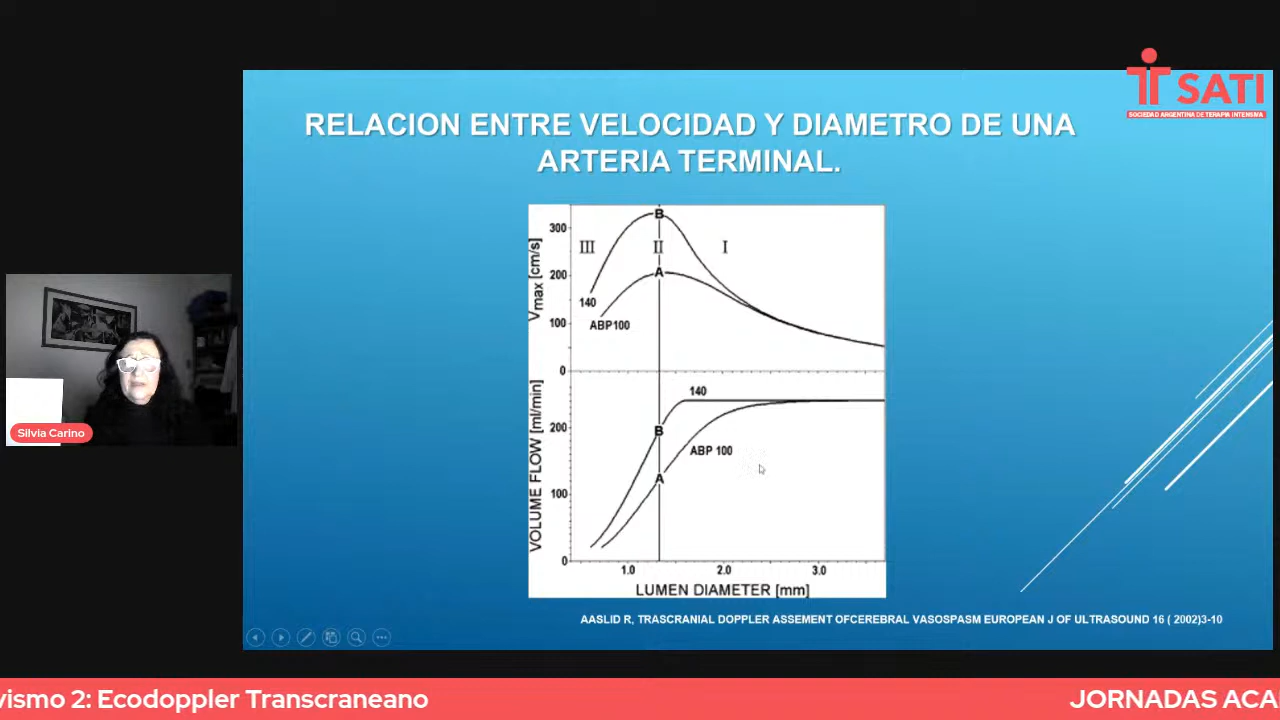 SATI
SOCIEDAD ARGENTINA DE TERAPIA INTENSIVA
RELACION ENTRE VELOCIDAD Y DIAMETRO DE UNA
ARTERIA TERMINAL.
Vmax [cm/s]
300
200
100
0
B
III
II
I
A
140
ABP100
VOLUME FLOW [ml/min]
200
100
0
140
B
ABP 100
A
1.0
2.0
3.0
LUMEN DIAMETER [mm]
AASLID R, TRASCRANIAL DOPPLER ASSEMENT OFCEREBRAL VASOSPASM EUROPEAN J OF ULTRASOUND 16 ( 2002)3-10
Silvia Carino
vismo 2: Ecodoppler Transcraneano
JORNADAS ACA